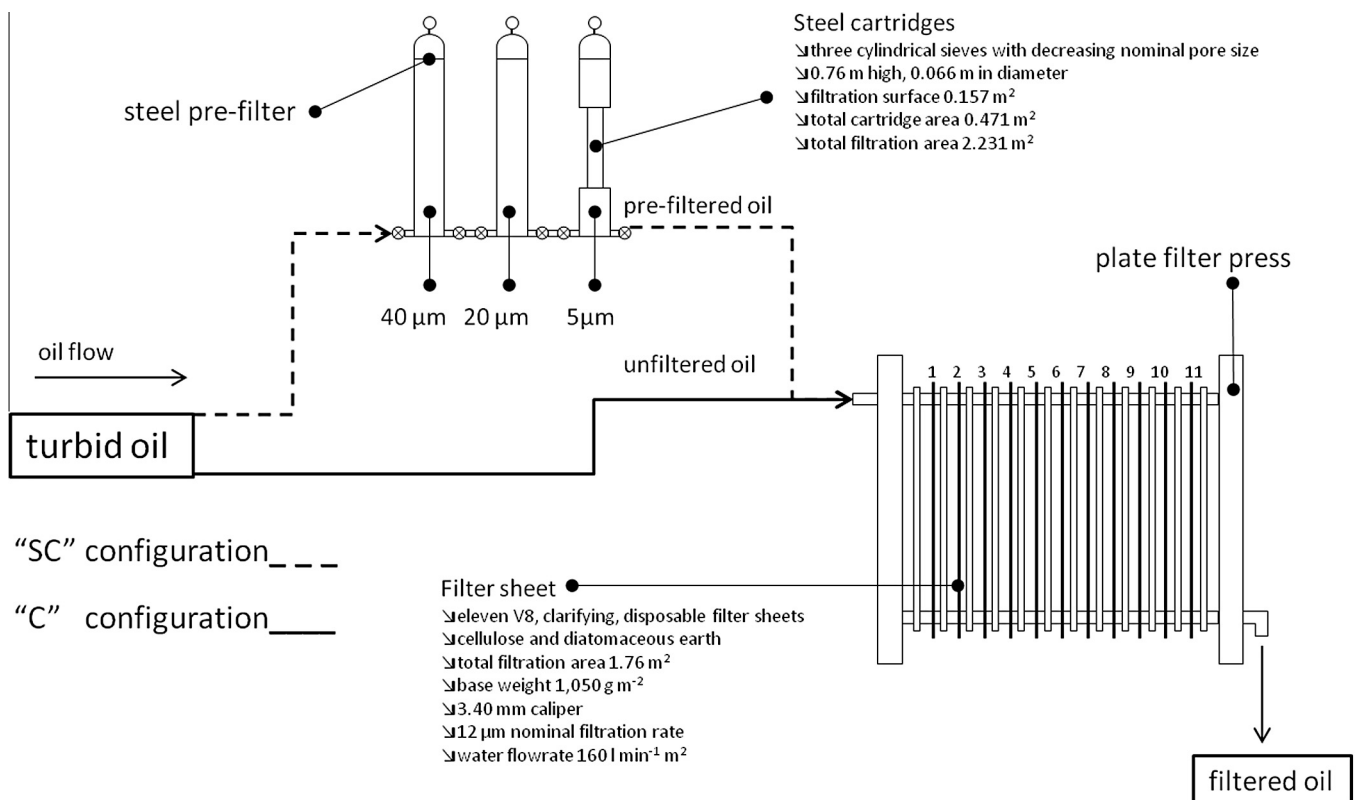 Steel cartridges
⇲three cylindrical sieves with decreasing nominal pore size
⇲0.76 m high, 0.066 m in diameter
⇲filtration surface 0.157 m²
⇲total cartridge area 0.471 m²
⇲total filtration area 2.231 m²
steel pre-filter
pre-filtered oil
40 µm 20 µm 5µm
plate filter press
oil flow
unfiltered oil
1 2 3 4 5 6 7 8 9 10 11
turbid oil
“SC” configuration
“C” configuration
Filter sheet
⇲eleven V8, clarifying, disposable filter sheets
⇲cellulose and diatomaceous earth
⇲total filtration area 1.76 m²
⇲base weight 1,050 g m⁻²
⇲3.40 mm caliper
⇲12 µm nominal filtration rate
⇲water flowrate 160 l min⁻¹ m²
filtered oil